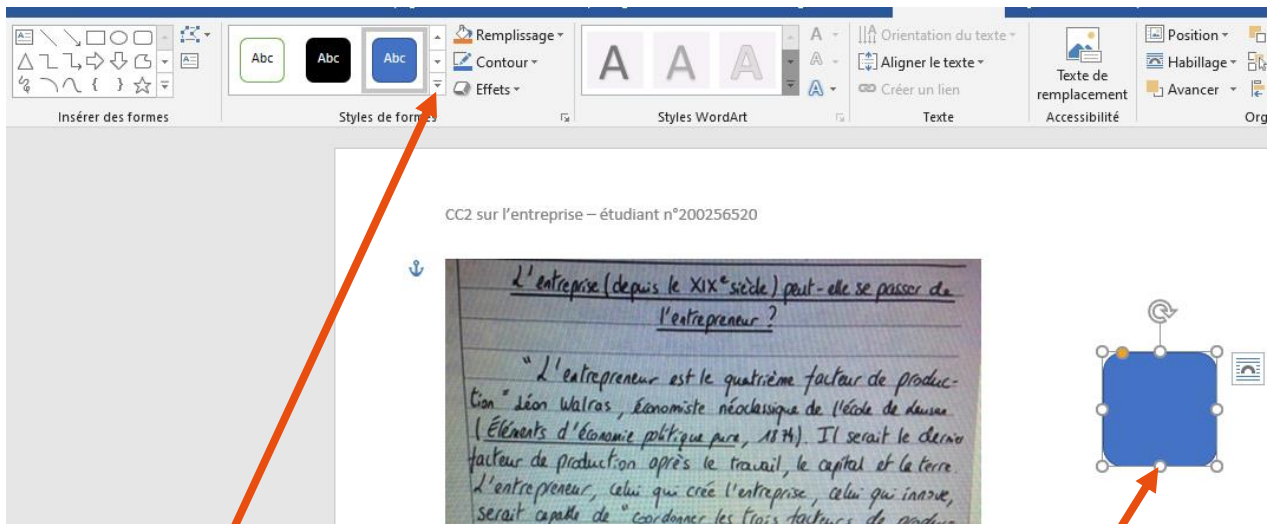 Abc
Abc
Abc
Remplissage
Contour
Effets
A A A
A
A
A
Orientation du texte
Aligner le texte
Créer un lien
Texte de
remplacement
Position
Habillage
Avancer
Insérer des formes
Styles de formes
Styles WordArt
Texte
Accessibilité
Org
CC2 sur l'entreprise – étudiant n°200256520
L'entreprise (depuis le XIXe siècle) peut-elle se passer de
l'entrepreneur ?
"L'entrepreneur est le quatrième facteur de produc-
tion" Léon Walras, économiste néoclassique de l'école de
(Éléments d'économie politique pure, 1874). Il serait le dernier
facteur de production après le travail, le capital et la terre.
L'entrepreneur, celui qui crée l'entreprise, celui qui innove,
serait capable de "coordonner les trois facteurs de produc